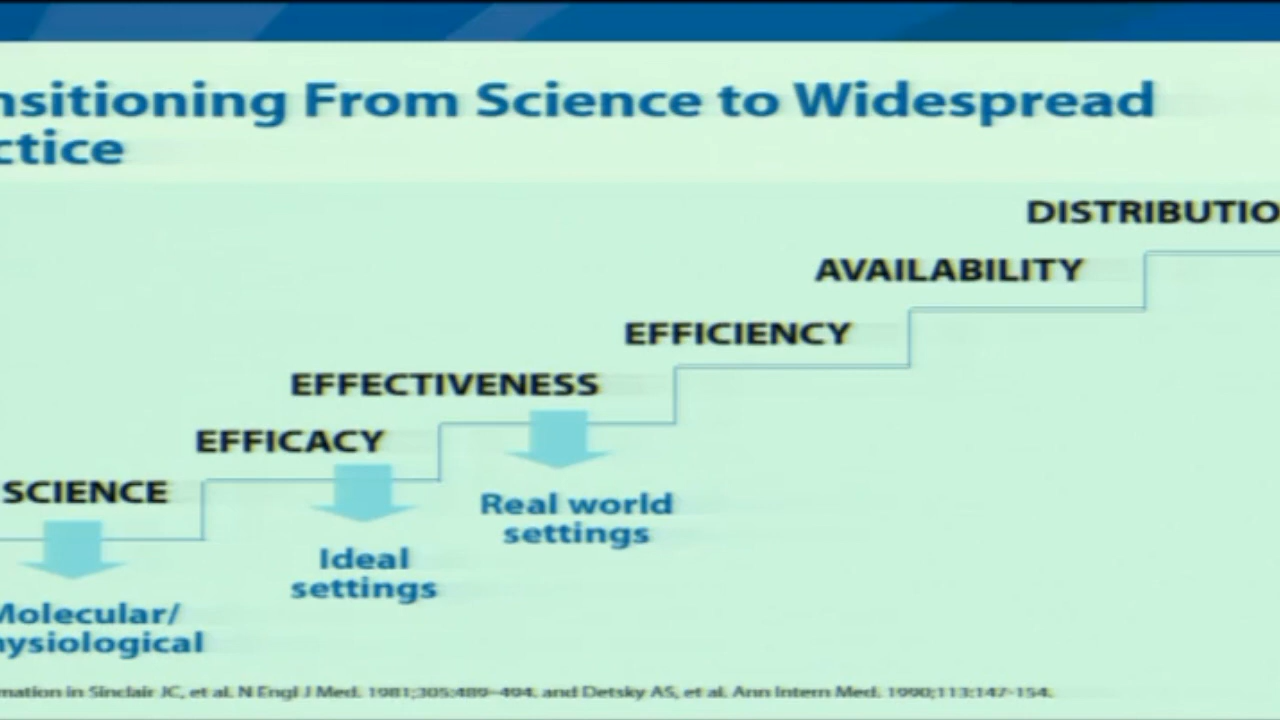 nsitioning From Science to Widespread
ctice
DISTRIBUTIO
AVAILABILITY
EFFICIENCY
EFFECTIVENESS
EFFICACY
SCIENCE
Real world
settings
Ideal
settings
Molecular/
ysiological
mation in Sinclair JC, et al. N Engl J Med. 1981;305:489–494, and Detsky AS, et al. Ann Intern Med. 1990;113:147-154.